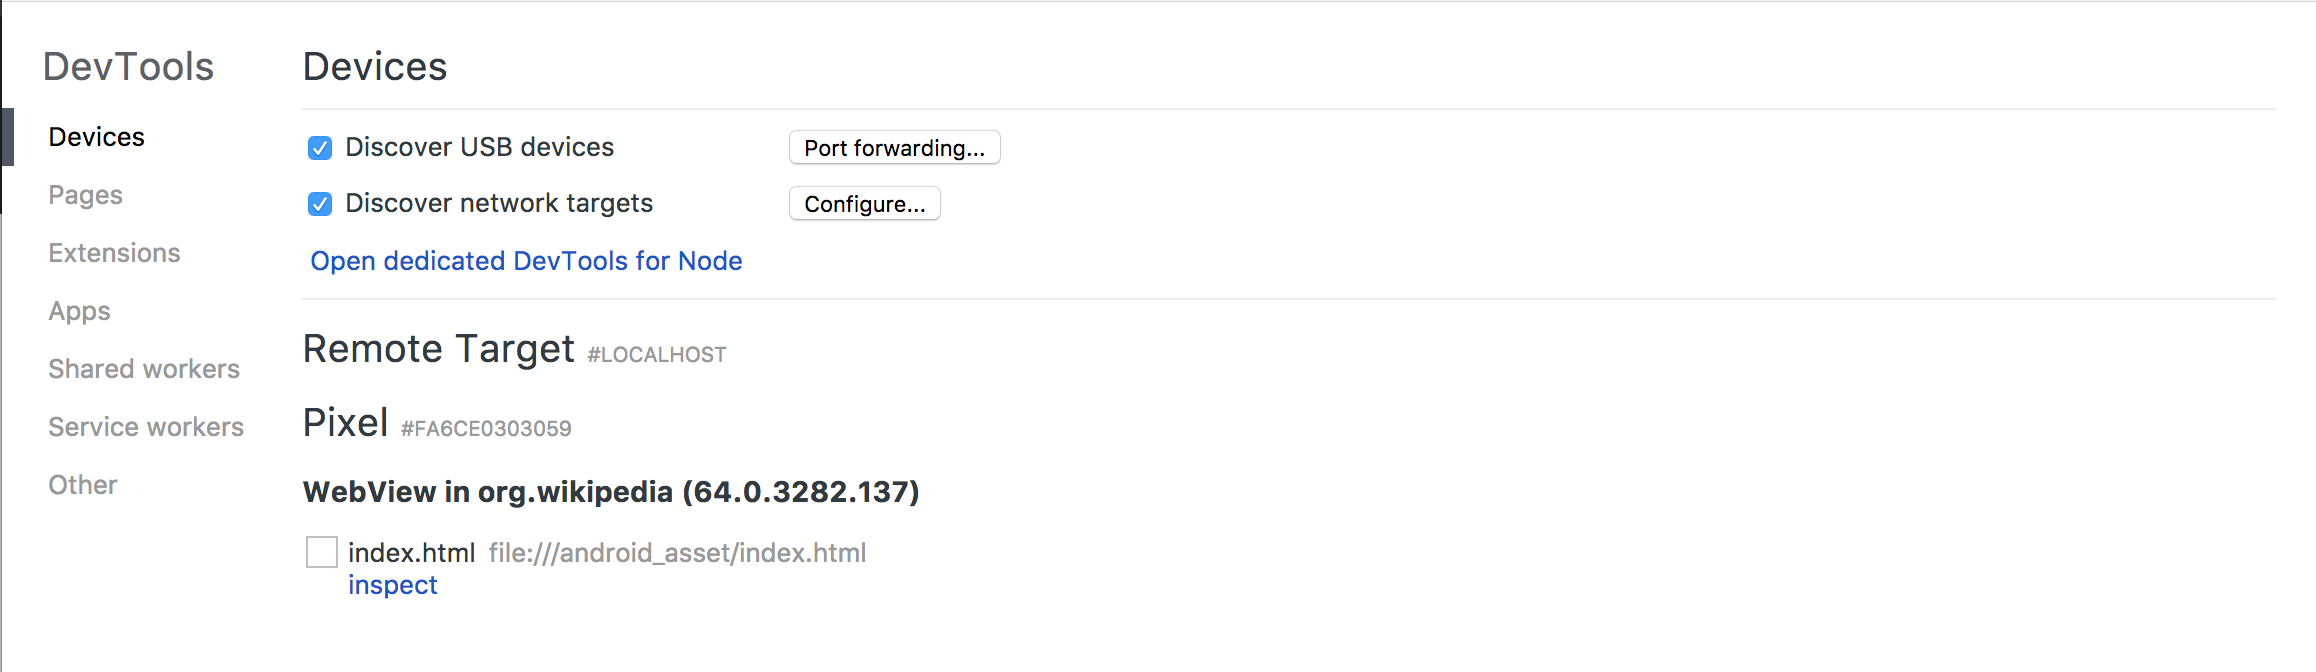 DevTools
Devices
Pages
Extensions
Apps
Shared workers
Service workers
Other
Devices
Discover USB devices Port forwarding...
Discover network targets Configure...
Open dedicated DevTools for Node
Remote Target #LOCALHOST
Pixel #FA6CE0303059
WebView in org.wikipedia (64.0.3282.137)
index.html file:///android_asset/index.html
inspect